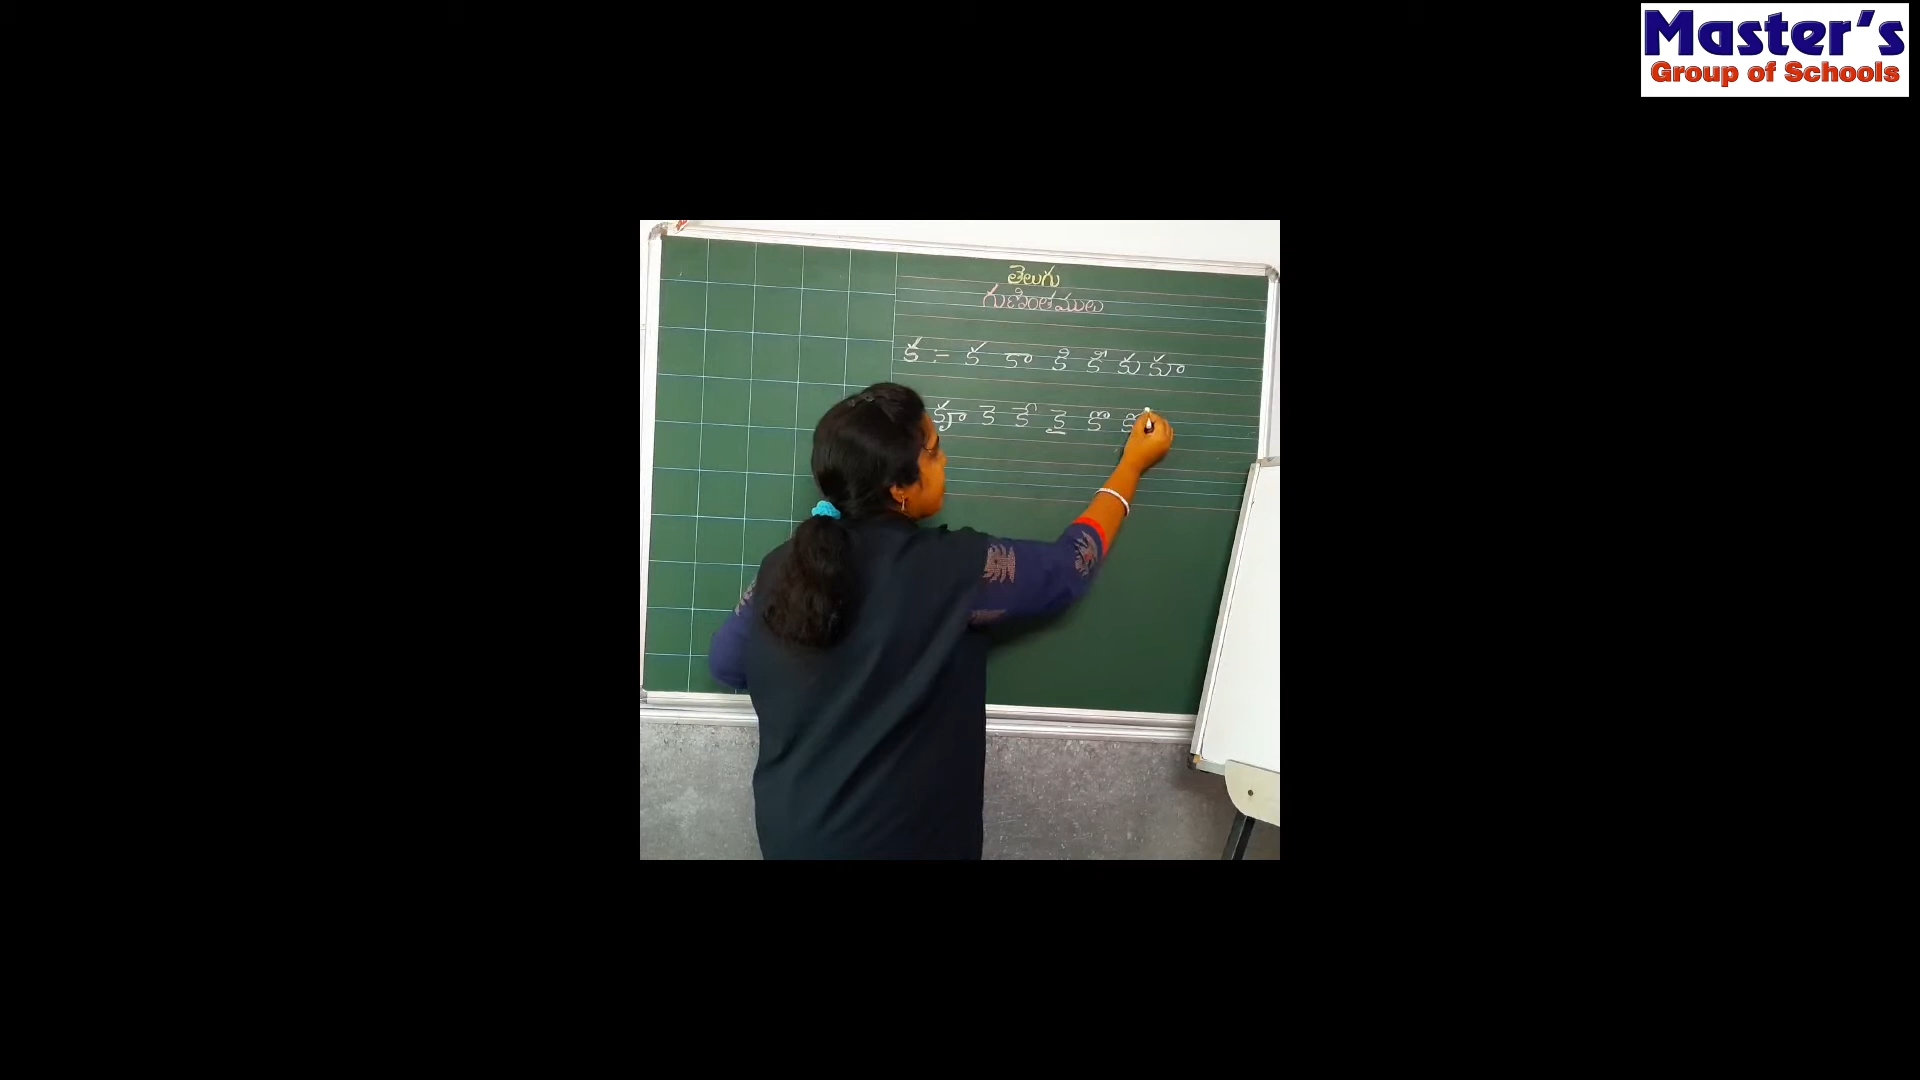 Master's
Group of Schools
తెలుగు
గుణింతములు
క :- క కా కి కీ కు కూ
కౄ కె కే కై కొ